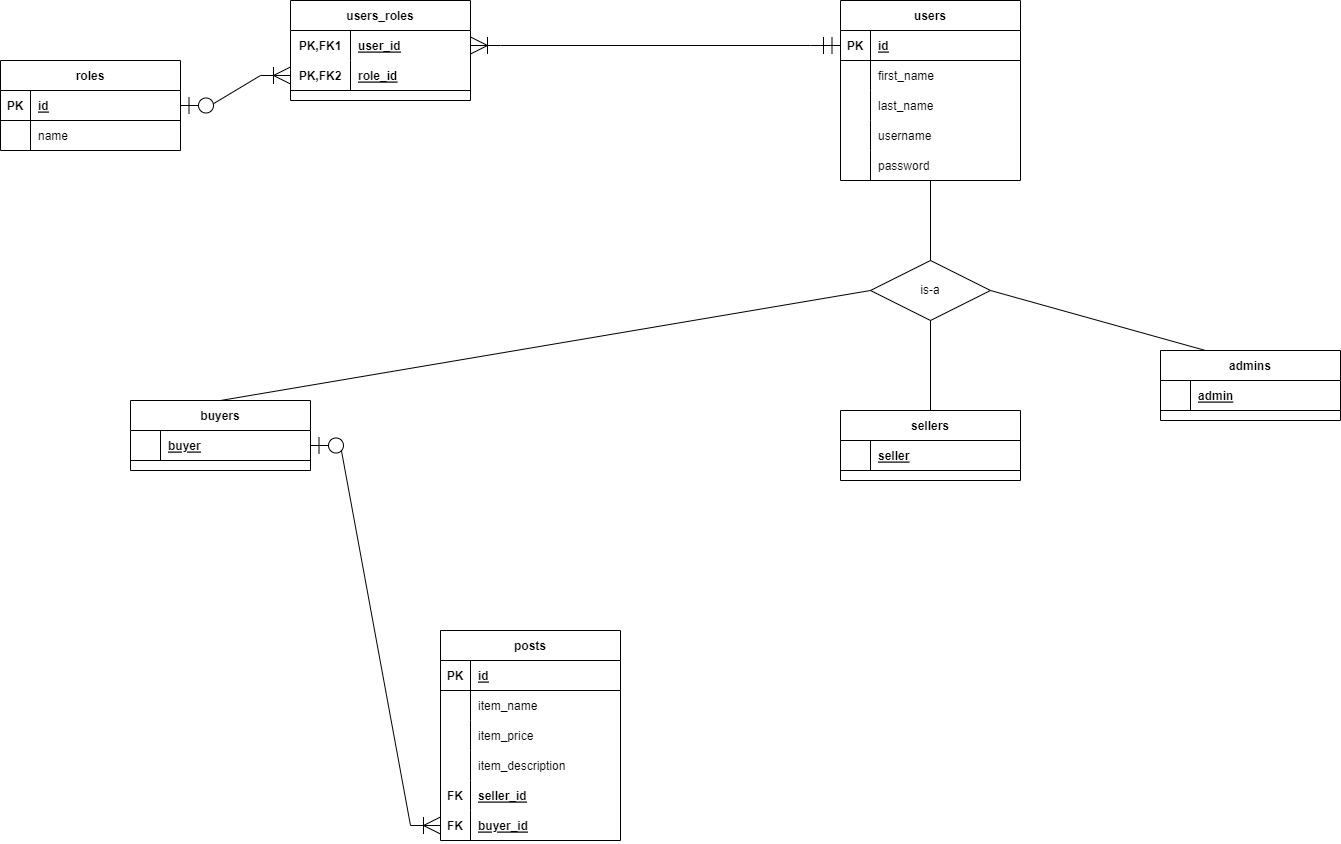 users_roles
PK,FK1 user_id
PK,FK2 role_id
users
PK id
first_name
last_name
username
password
roles
PK id
name
is-a
buyers
buyer
sellers
seller
admins
admin
posts
PK id
item_name
item_price
item_description
FK seller_id
FK buyer_id